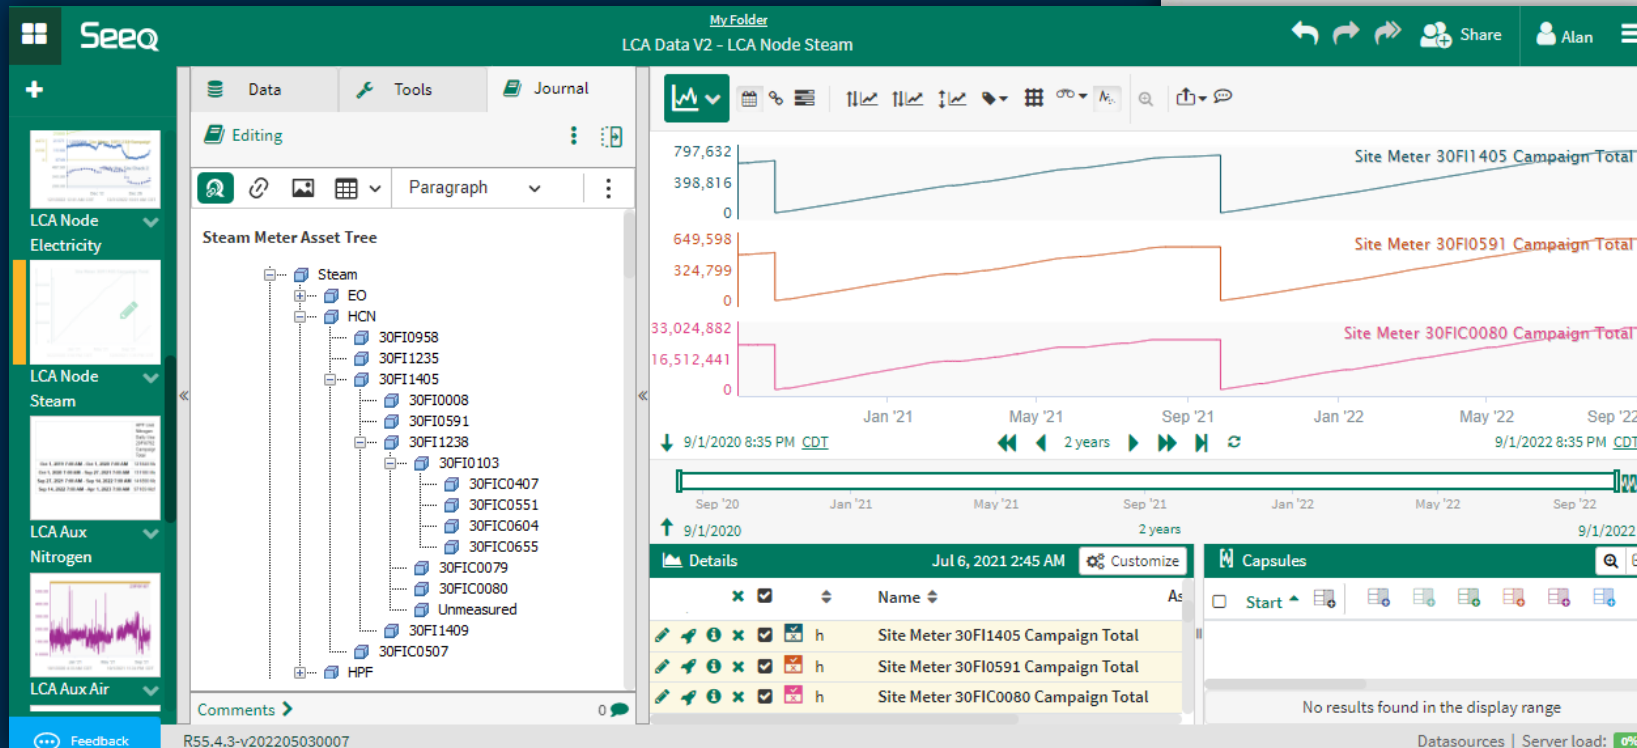 My Folder
Seeq
LCA Data V2 - LCA Node Steam
Share
Alan
Data
Tools
Journal
Editing
Paragraph
LCA Node
Electricity
LCA Node
Steam
LCA Aux
Nitrogen
LCA Aux Air
Feedback
Steam Meter Asset Tree
Steam
EO
HCN
30FI0958
30FI1235
30FI1405
30FI0008
30FI0591
30FI1238
30FI0103
30FIC0407
30FIC0551
30FIC0604
30FIC0655
30FIC0079
30FIC0080
Unmeasured
30FI1409
30FIC0507
HPF
Comments
0
R55.4.3-v202205030007
797,632
398,816
0
Site Meter 30FI1405 Campaign Total
649,598
324,799
0
Site Meter 30FI0591 Campaign Total
33,024,882
16,512,441
0
Site Meter 30FIC0080 Campaign Total
Jan '21 May '21 Sep '21 Jan '22 May '22 Sep '22
9/1/2020 8:35 PM CDT
2 years
9/1/2022 8:35 PM CDT
Sep '20 Jan '21 May '21 Sep '21 Jan '22 May '22 Sep '22
9/1/2020
2 years
9/1/2022
Details
Jul 6, 2021 2:45 AM
Customize
Name
As
h Site Meter 30FI1405 Campaign Total
h Site Meter 30FI0591 Campaign Total
h Site Meter 30FIC0080 Campaign Total
Capsules
Start
No results found in the display range
Datasources | Server load: 0%